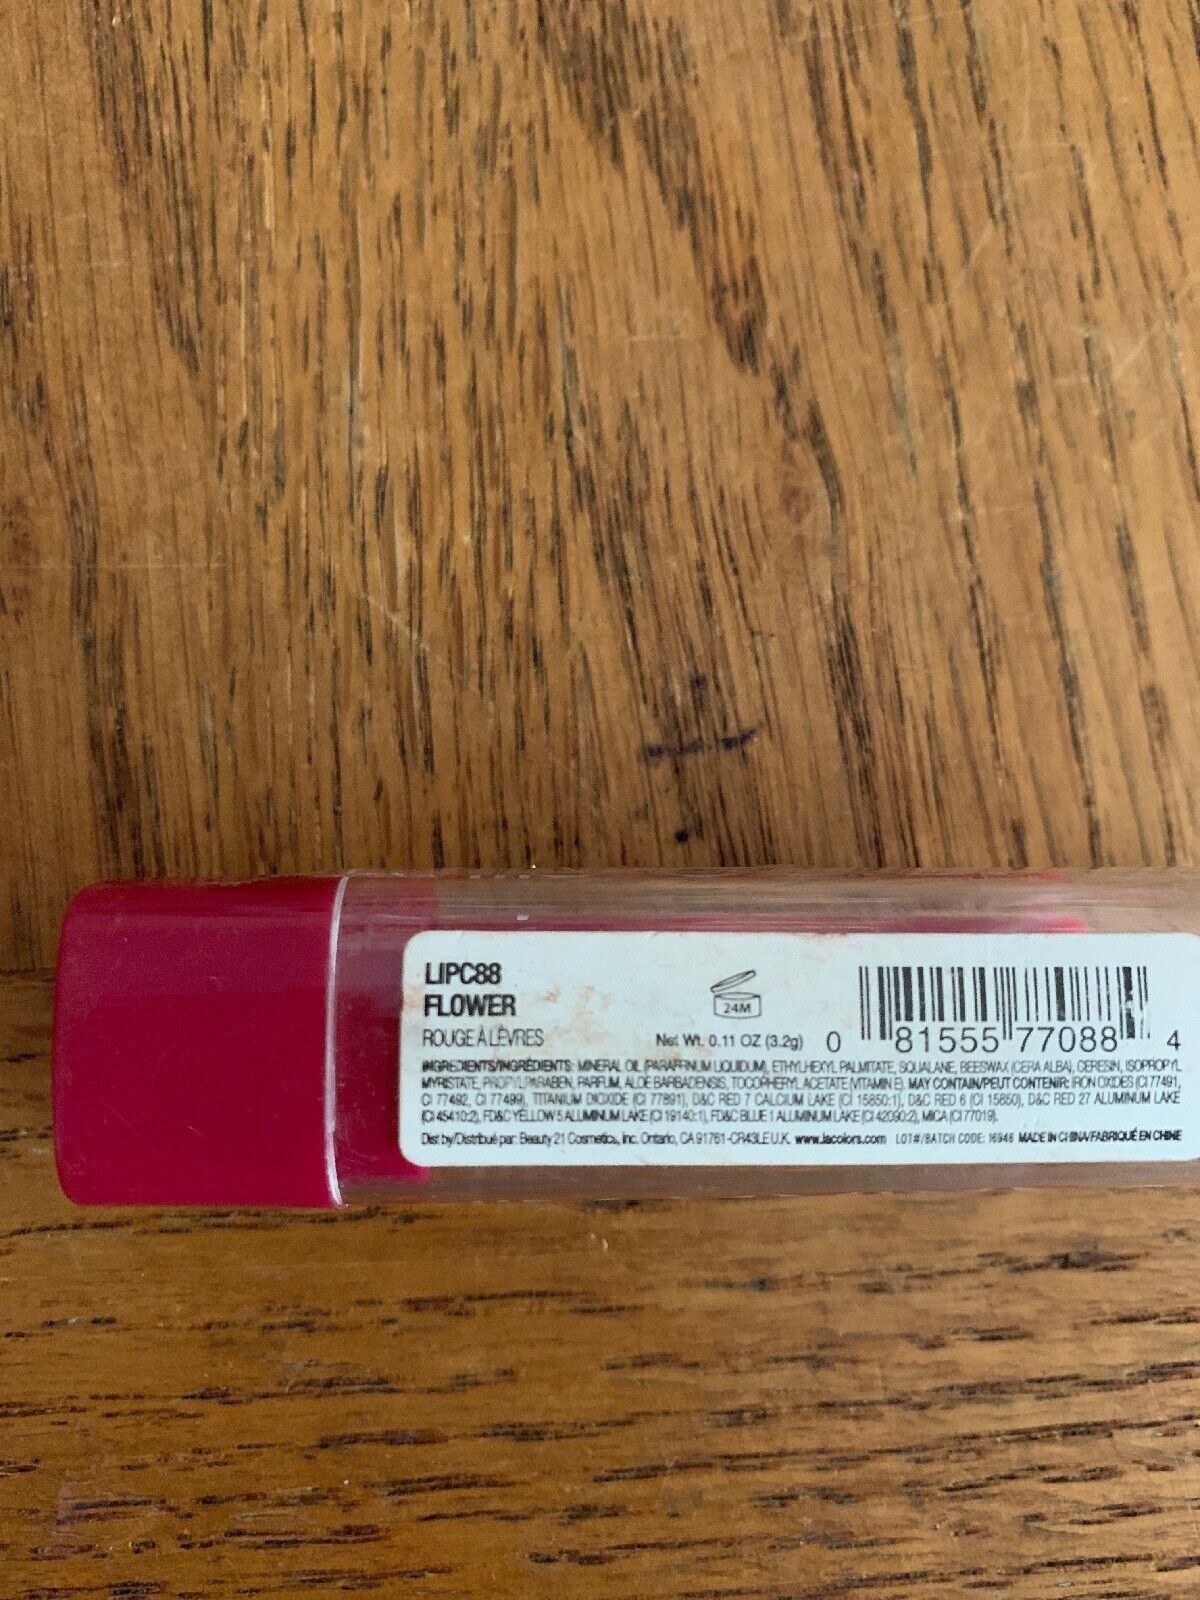 LIPC88
FLOWER
ROUGE À LÈVRES
24M
Net Wt. 0.11 OZ (3.2g)
0 81555 77088 4
INGREDIENTS/INGRÉDIENTS: MINERAL OIL (PARAFFINUM LIQUIDUM), ETHYLHEXYL PALMITATE, SQUALANE, BEESWAX (CERA ALBA), CERESIN, ISOPROPYL
MYRISTATE, PROPYLPARABEN, PARFUM, ALOE BARBADENSIS, TOCOPHERYL ACETATE (VITAMIN E). MAY CONTAIN/PEUT CONTENIR: IRON OXIDES (CI 77491,
CI 77492, CI 77499), TITANIUM DIOXIDE (CI 77891), D&C RED 7 CALCIUM LAKE (CI 15850:1), D&C RED 6 (CI 15850), D&C RED 27 ALUMINUM LAKE
(CI 45410:2), FD&C YELLOW 5 ALUMINUM LAKE (CI 19140:1), FD&C BLUE 1 ALUMINUM LAKE (CI 42090:2), MICA (CI 77019).
Dist by/Distribué par: Beauty 21 Cosmetics, Inc. Ontario, CA 91761-CR43LE U.K. www.lacolors.com LOT#/BATCH CODE: 16946 MADE IN CHINA/FABRIQUÉ EN CHINE